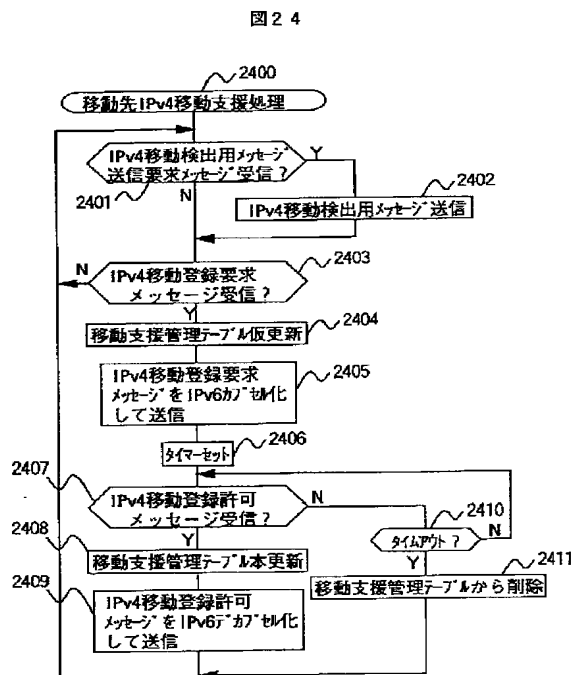 図24
2400
移動先IPv4移動支援処理
IPv4移動検出用メッセージ
送信要求メッセージ受信？
Y
2401
N
2402
IPv4移動検出用メッセージ送信
N
2403
IPv4移動登録要求
メッセージ受信？
Y
2404
移動支援管理テーブル仮更新
2405
IPv4移動登録要求
メッセージをIPv6カプセル化
して送信
2406
タイマーセット
2407
IPv4移動登録許可
メッセージ受信？
N
2410
タイムアウト？
N
Y
2408
Y
移動支援管理テーブル本更新
2411
移動支援管理テーブルから削除
2409
IPv4移動登録許可
メッセージをIPv6デカプセル化
して送信